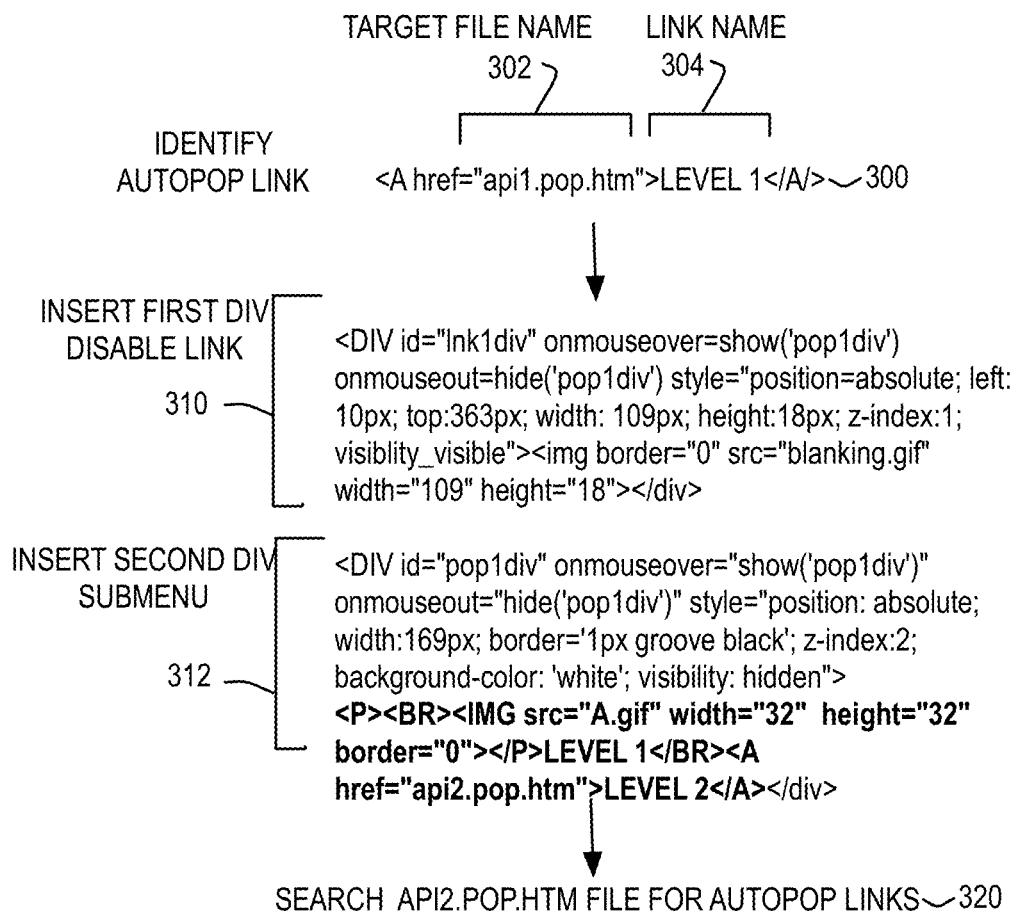 TARGET FILE NAME LINK NAME
302 304
IDENTIFY
AUTOPOP LINK <A href="api1.pop.htm">LEVEL 1</A/> 300
INSERT FIRST DIV
DISABLE LINK
310
<DIV id="lnk1div" onmouseover=show('pop1div')
onmouseout=hide('pop1div') style="position=absolute; left:
10px; top:363px; width: 109px; height:18px; z-index:1;
visiblity_visible"><img border="0" src="blanking.gif"
width="109" height="18"></div>
INSERT SECOND DIV
SUBMENU
312
<DIV id="pop1div" onmouseover="show('pop1div')"
onmouseout="hide('pop1div')" style="position: absolute;
width:169px; border='1px groove black'; z-index:2;
background-color: 'white'; visibility: hidden">
<P><BR><IMG src="A.gif" width="32" height="32"
border="0"></P>LEVEL 1</BR><A
href="api2.pop.htm">LEVEL 2</A></div>
SEARCH API2.POP.HTM FILE FOR AUTOPOP LINKS 320